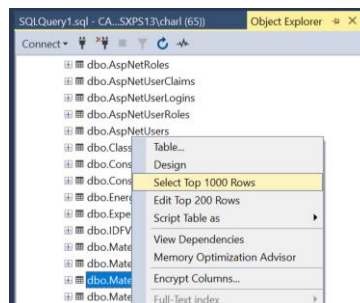 SQLQuery1.sql - CA...SXPS13\charl (65))
Object Explorer
Connect
dbo.AspNetRoles
dbo.AspNetUserClaims
dbo.AspNetUserLogins
dbo.AspNetUserRoles
dbo.AspNetUsers
dbo.Class
Table...
dbo.Cons
Design
dbo.Cons
Select Top 1000 Rows
dbo.Energ
Edit Top 200 Rows
dbo.Expe
Script Table as
dbo.IDFV
View Dependencies
dbo.Mate
Memory Optimization Advisor
dbo.Mate
dbo.Mate
Encrypt Columns...
dbo.Mate
Full-Text index